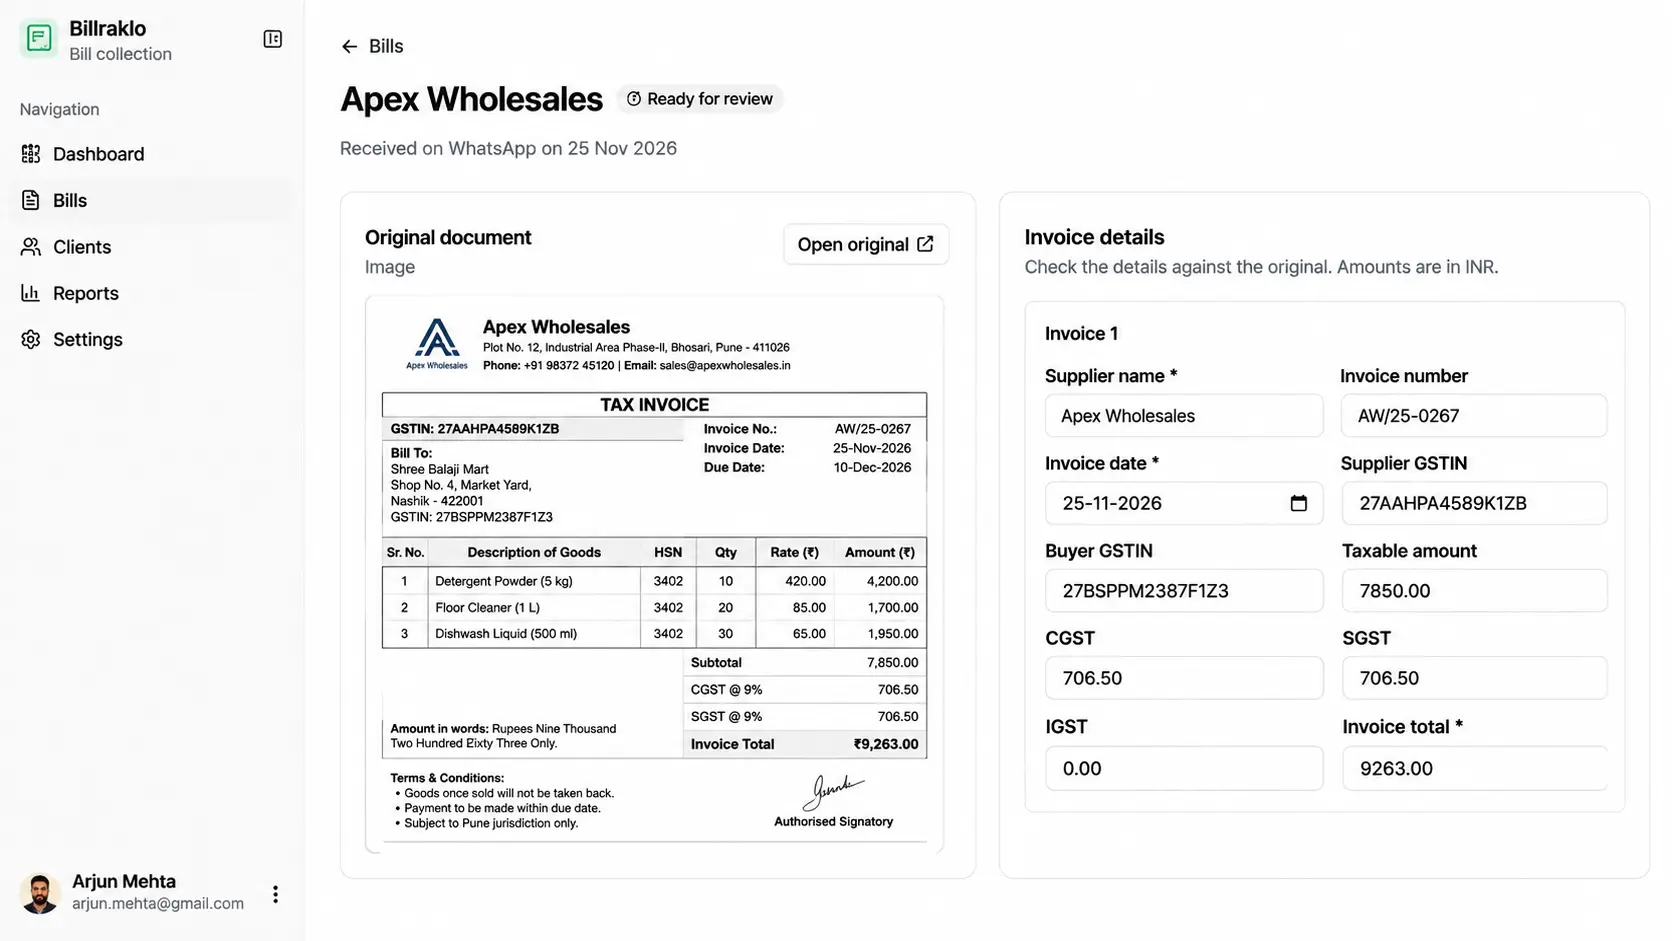 Billraklo
Bill collection
Navigation
Dashboard
Bills
Clients
Reports
Settings
Arjun Mehta
arjun.mehta@gmail.com
← Bills
Apex Wholesales Ready for review
Received on WhatsApp on 25 Nov 2026
Original document
Image
Open original
Apex Wholesales
Apex Wholesales
Plot No. 12, Industrial Area Phase-II, Bhosari, Pune - 411026
Phone: +91 98372 45120 | Email: sales@apexwholesales.in
TAX INVOICE
GSTIN: 27AAHPA4589K1ZB
Bill To:
Shree Balaji Mart
Shop No. 4, Market Yard,
Nashik - 422001
GSTIN: 27BSPPM2387F1Z3
Invoice No.: AW/25-0267
Invoice Date: 25-Nov-2026
Due Date: 10-Dec-2026
Sr. No. Description of Goods HSN Qty Rate (₹) Amount (₹)
1 Detergent Powder (5 kg) 3402 10 420.00 4,200.00
2 Floor Cleaner (1 L) 3402 20 85.00 1,700.00
3 Dishwash Liquid (500 ml) 3402 30 65.00 1,950.00
Subtotal 7,850.00
CGST @ 9% 706.50
SGST @ 9% 706.50
Invoice Total ₹9,263.00
Amount in words: Rupees Nine Thousand
Two Hundred Eixty Three Only.
Terms & Conditions:
• Goods once sold will not be taken back.
• Payment to be made within due date.
• Subject to Pune jurisdiction only.
Authorised Signatory
Invoice details
Check the details against the original. Amounts are in INR.
Invoice 1
Supplier name *
Apex Wholesales
Invoice number
AW/25-0267
Invoice date *
25-11-2026
Supplier GSTIN
27AAHPA4589K1ZB
Buyer GSTIN
27BSPPM2387F1Z3
Taxable amount
7850.00
CGST
706.50
SGST
706.50
IGST
0.00
Invoice total *
9263.00